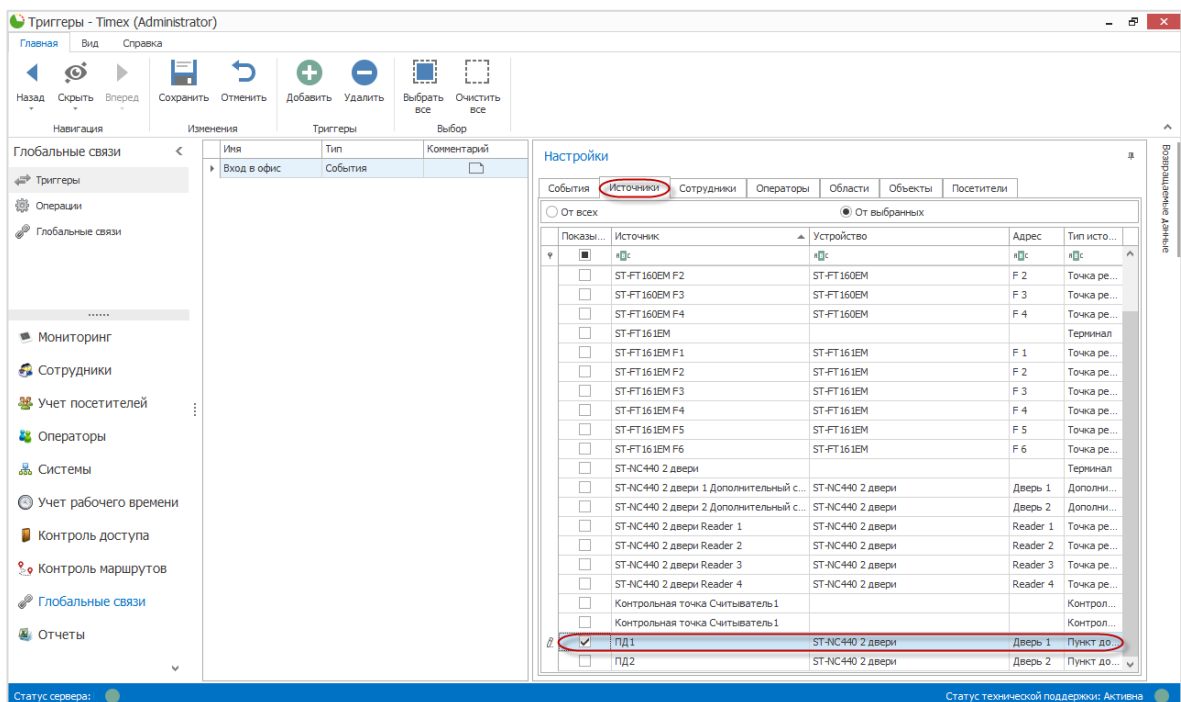 Триггеры - Timex (Administrator)
Главная Вид Справка
Назад Скрыть Вперед Сохранить Отменить Добавить Удалить Выбрать все Очистить все
Навигация Изменения Триггеры Выбор
Глобальные связи
Триггеры
Операции
Глобальные связи
Мониторинг
Сотрудники
Учет посетителей
Операторы
Системы
Учет рабочего времени
Контроль доступа
Контроль маршрутов
Глобальные связи
Отчеты
Имя Тип Комментарий
Вход в офис События
Настройки
События Источники Сотрудники Операторы Области Объекты Посетители
От всех От выбранных
Показы... Источник Устройство Адрес Тип исто...
ST-FT160EM F2 ST-FT160EM F 2 Точка ре...
ST-FT160EM F3 ST-FT160EM F 3 Точка ре...
ST-FT160EM F4 ST-FT160EM F 4 Точка ре...
ST-FT161EM Терминал
ST-FT161EM F1 ST-FT161EM F 1 Точка ре...
ST-FT161EM F2 ST-FT161EM F 2 Точка ре...
ST-FT161EM F3 ST-FT161EM F 3 Точка ре...
ST-FT161EM F4 ST-FT161EM F 4 Точка ре...
ST-FT161EM F5 ST-FT161EM F 5 Точка ре...
ST-FT161EM F6 ST-FT161EM F 6 Точка ре...
ST-NC440 2 двери Терминал
ST-NC440 2 двери 1 Дополнительный с... ST-NC440 2 двери Дверь 1 Дополни...
ST-NC440 2 двери 2 Дополнительный с... ST-NC440 2 двери Дверь 2 Дополни...
ST-NC440 2 двери Reader 1 ST-NC440 2 двери Reader 1 Точка ре...
ST-NC440 2 двери Reader 2 ST-NC440 2 двери Reader 2 Точка ре...
ST-NC440 2 двери Reader 3 ST-NC440 2 двери Reader 3 Точка ре...
ST-NC440 2 двери Reader 4 ST-NC440 2 двери Reader 4 Точка ре...
Контрольная точка Считыватель1 Контрол...
Контрольная точка Считыватель1 Контрол...
ПД1 ST-NC440 2 двери Дверь 1 Пункт до...
ПД2 ST-NC440 2 двери Дверь 2 Пункт до...
Возвращаемые данные
Статус сервера: Статус технической поддержки: Активна